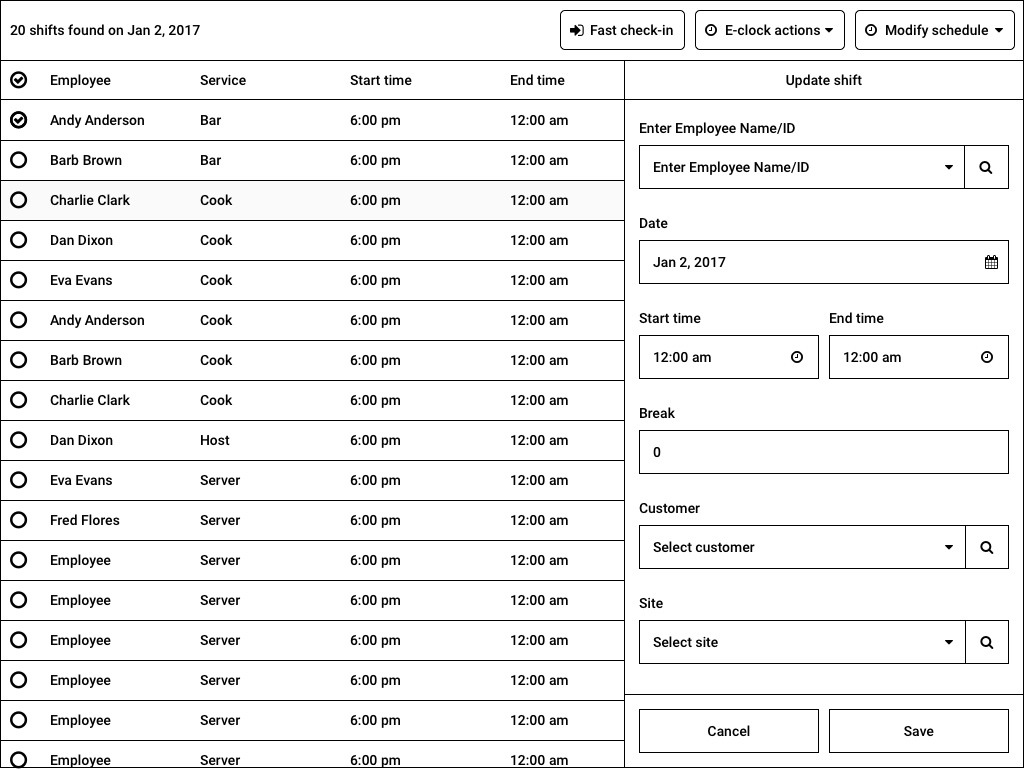 20 shifts found on Jan 2, 2017
Fast check-in
E-clock actions
Modify schedule
Employee Service Start time End time
Andy Anderson Bar 6:00 pm 12:00 am
Barb Brown Bar 6:00 pm 12:00 am
Charlie Clark Cook 6:00 pm 12:00 am
Dan Dixon Cook 6:00 pm 12:00 am
Eva Evans Cook 6:00 pm 12:00 am
Andy Anderson Cook 6:00 pm 12:00 am
Barb Brown Cook 6:00 pm 12:00 am
Charlie Clark Cook 6:00 pm 12:00 am
Dan Dixon Host 6:00 pm 12:00 am
Eva Evans Server 6:00 pm 12:00 am
Fred Flores Server 6:00 pm 12:00 am
Employee Server 6:00 pm 12:00 am
Employee Server 6:00 pm 12:00 am
Employee Server 6:00 pm 12:00 am
Employee Server 6:00 pm 12:00 am
Employee Server 6:00 pm 12:00 am
Employee Server 6:00 pm 12:00 am
Update shift
Enter Employee Name/ID
Enter Employee Name/ID
Date
Jan 2, 2017
Start time End time
12:00 am 12:00 am
Break
0
Customer
Select customer
Site
Select site
Cancel Save